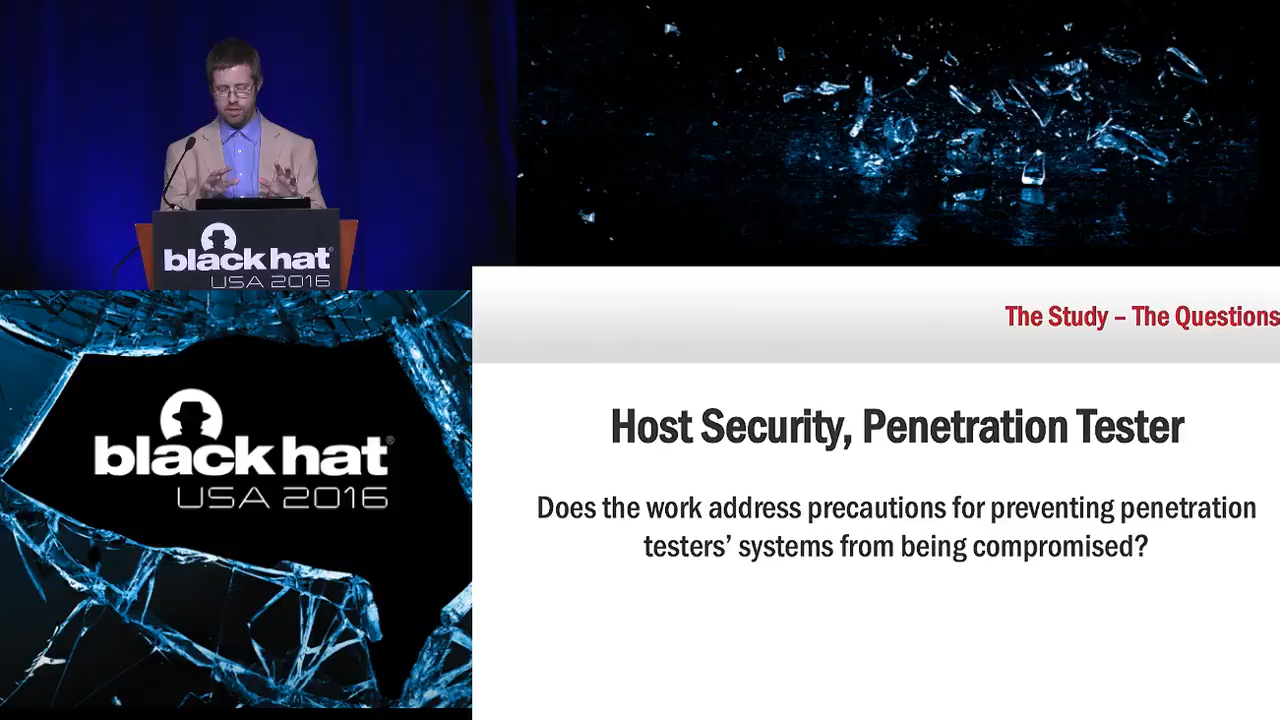 black hat®
USA 2016
The Study – The Questions
black hat®
USA 2016
Host Security, Penetration Tester
Does the work address precautions for preventing penetration
testers’ systems from being compromised?